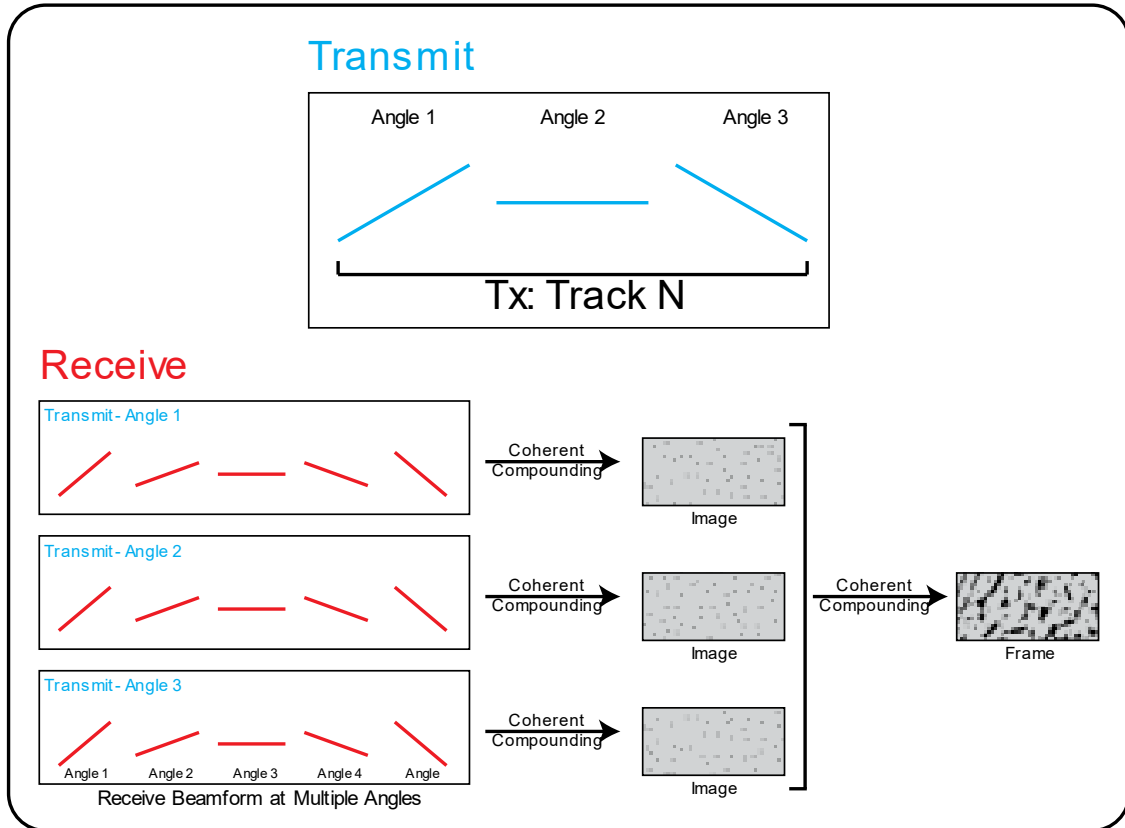 Transmit
Angle 1 Angle 2 Angle 3
Tx: Track N
Receive
Transmit- Angle 1
Coherent
Compounding
Image
Transmit- Angle 2
Coherent
Compounding
Image
Coherent
Compounding
Frame
Transmit- Angle 3
Coherent
Compounding
Image
Angle 1 Angle 2 Angle 3 Angle 4 Angle
Receive Beamform at Multiple Angles